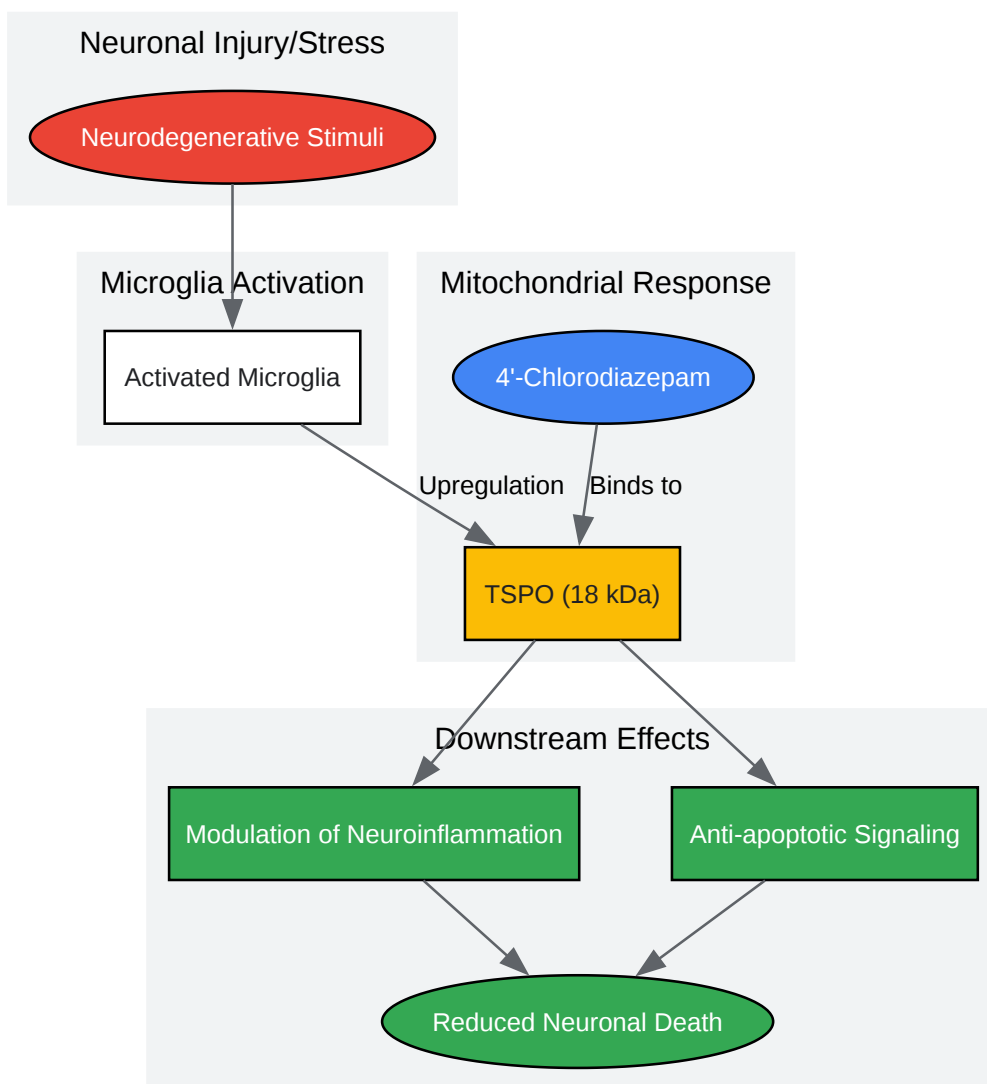 Neuronal Injury/Stress
Neurodegenerative Stimuli
Microglia Activation
Mitochondrial Response
Activated Microglia
4'-Chlorodiazepam
Upregulation
Binds to
TSPO (18 kDa)
Downstream Effects
Modulation of Neuroinflammation
Anti-apoptotic Signaling
Reduced Neuronal Death